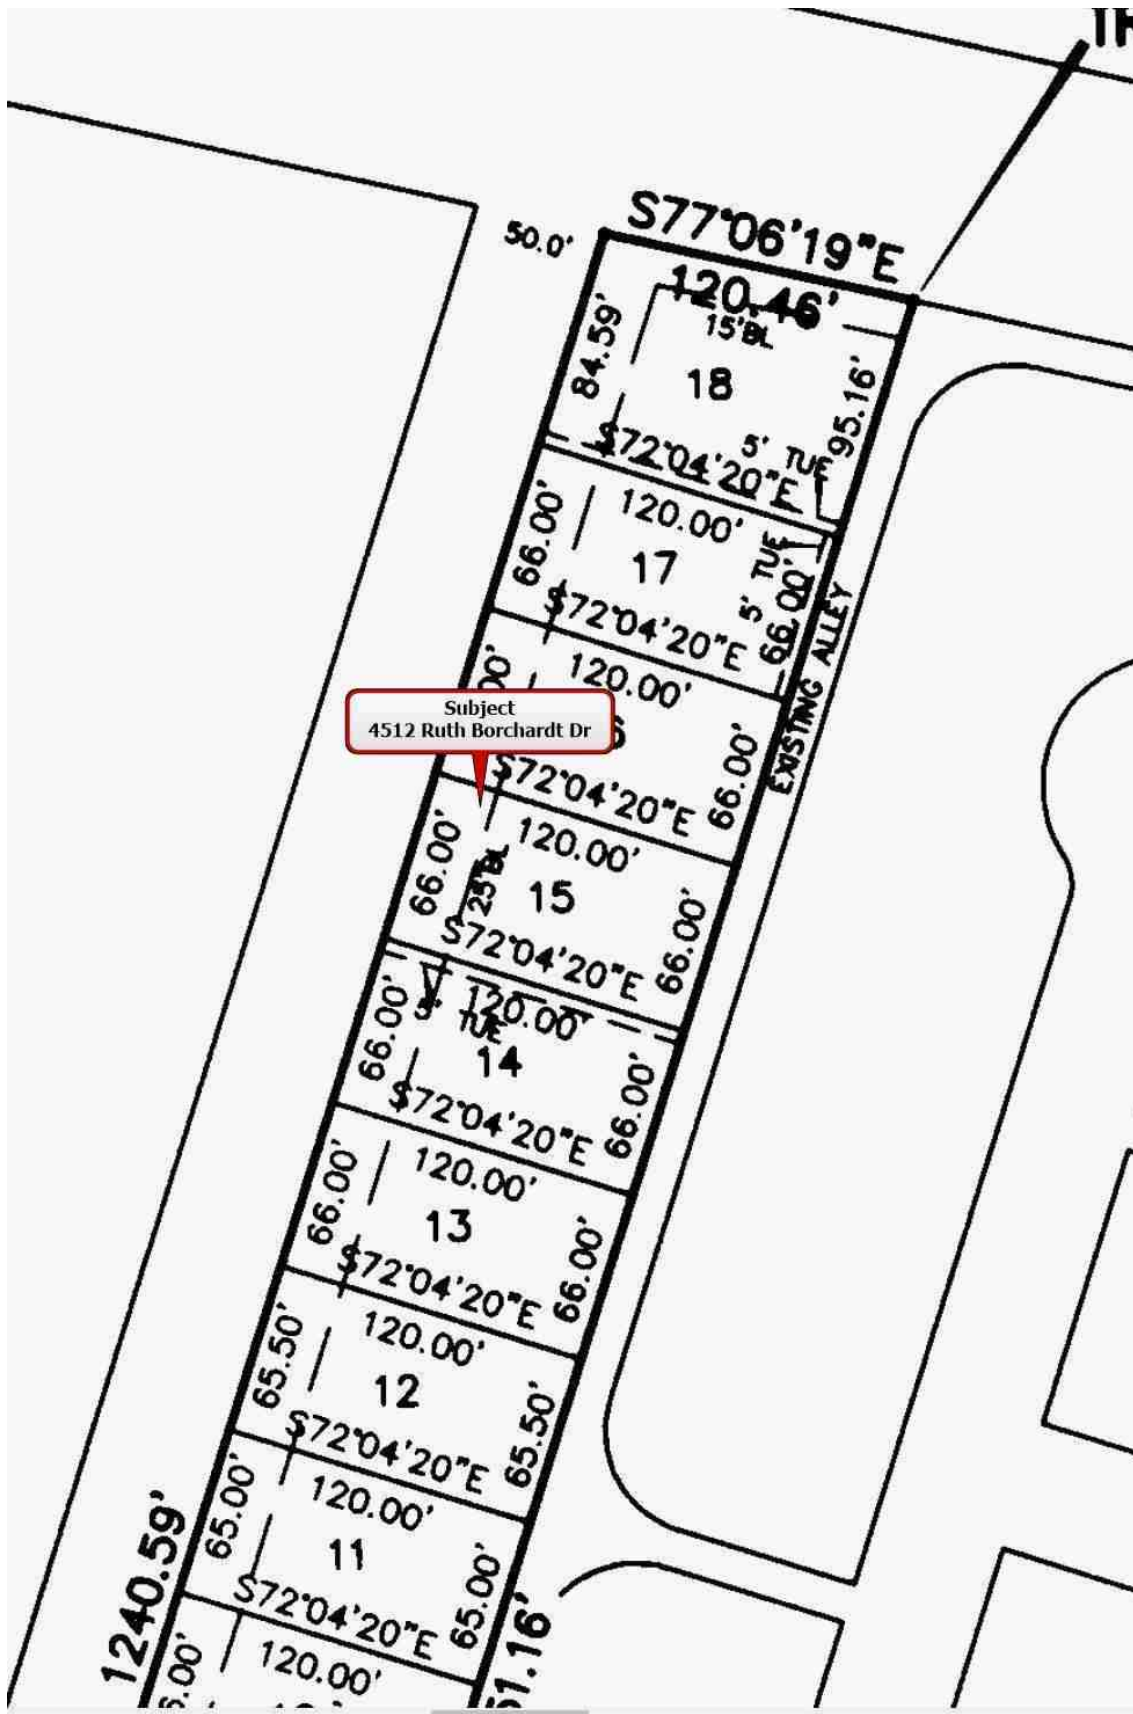 S77°06'19"E
50.0'
120.46'
15'BL
84.59'
18
95.16'
5' TUE
S72°04'20"E
120.00'
66.00'
17
5' TUE
66.00'
S72°04'20"E
EXISTING ALLEY
120.00'
Subject
4512 Ruth Borchardt Dr
66.00'
S72°04'20"E
120.00'
66.00'
25'BL
15
66.00'
S72°04'20"E
120.00'
5' TUE
66.00'
14
66.00'
S72°04'20"E
120.00'
66.00'
13
66.00'
S72°04'20"E
120.00'
65.50'
12
65.50'
S72°04'20"E
120.00'
65.00'
11
65.00'
S72°04'20"E
1240.59'
120.00'